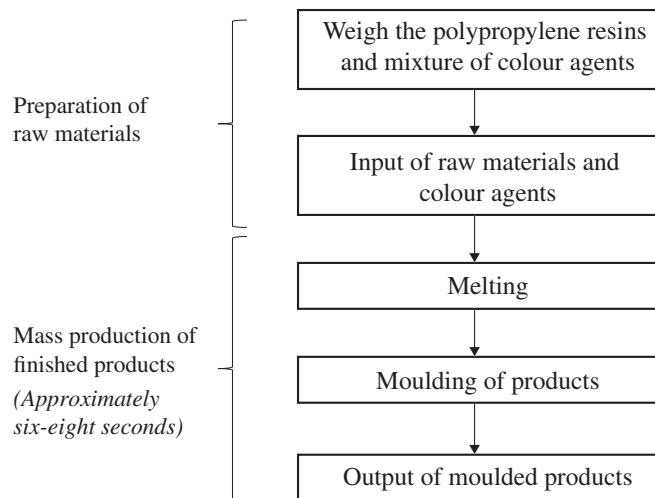 Weigh the polypropylene resins
and mixture of colour agents
Preparation of
raw materials
Input of raw materials and
colour agents
Melting
Mass production of
finished products
(Approximately
six-eight seconds)
Moulding of products
Output of moulded products